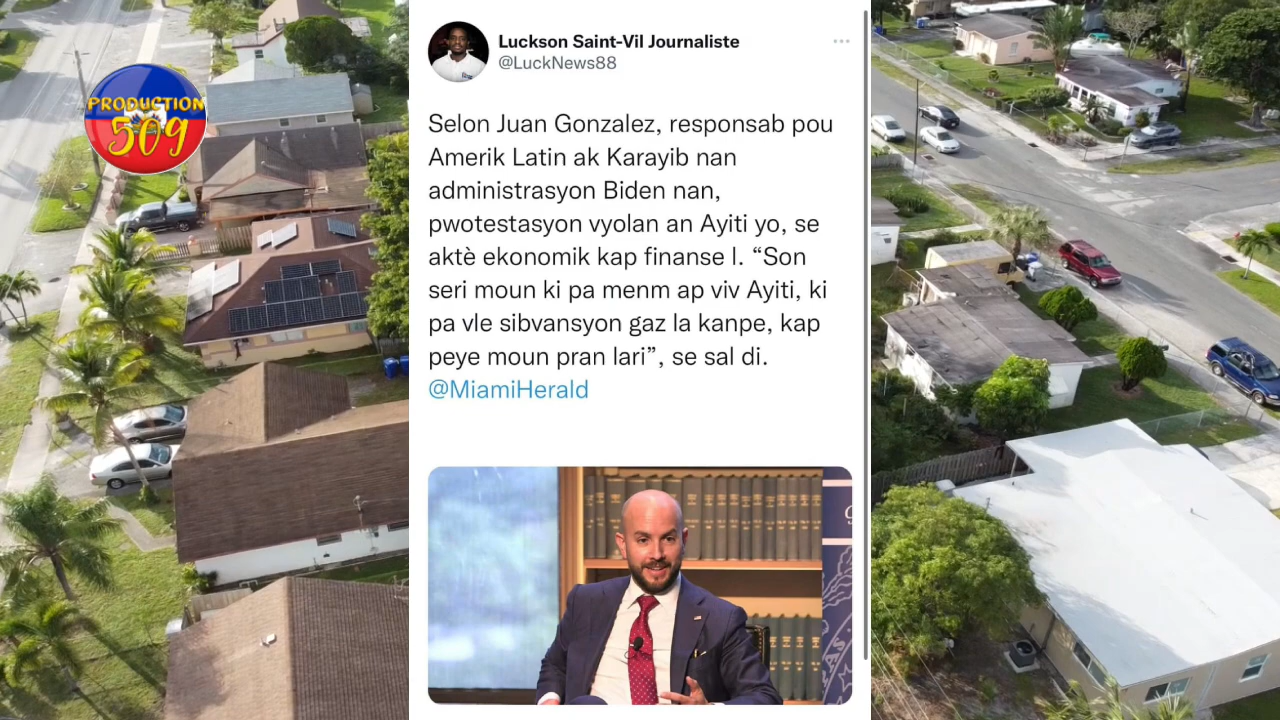 PRODUCTION
509
Luckson Saint-Vil Journaliste
@LuckNews88
Selon Juan Gonzalez, responsab pou
Amerik Latin ak Karayib nan
administrasyon Biden nan,
pwotestasyon vyolan an Ayiti yo, se
aktè ekonomik kap finanse l. “Son
seri moun ki pa menm ap viv Ayiti, ki
pa vle sibvansyon gaz la kanpe, kap
peye moun pran lari”, se sal di.
@MiamiHerald